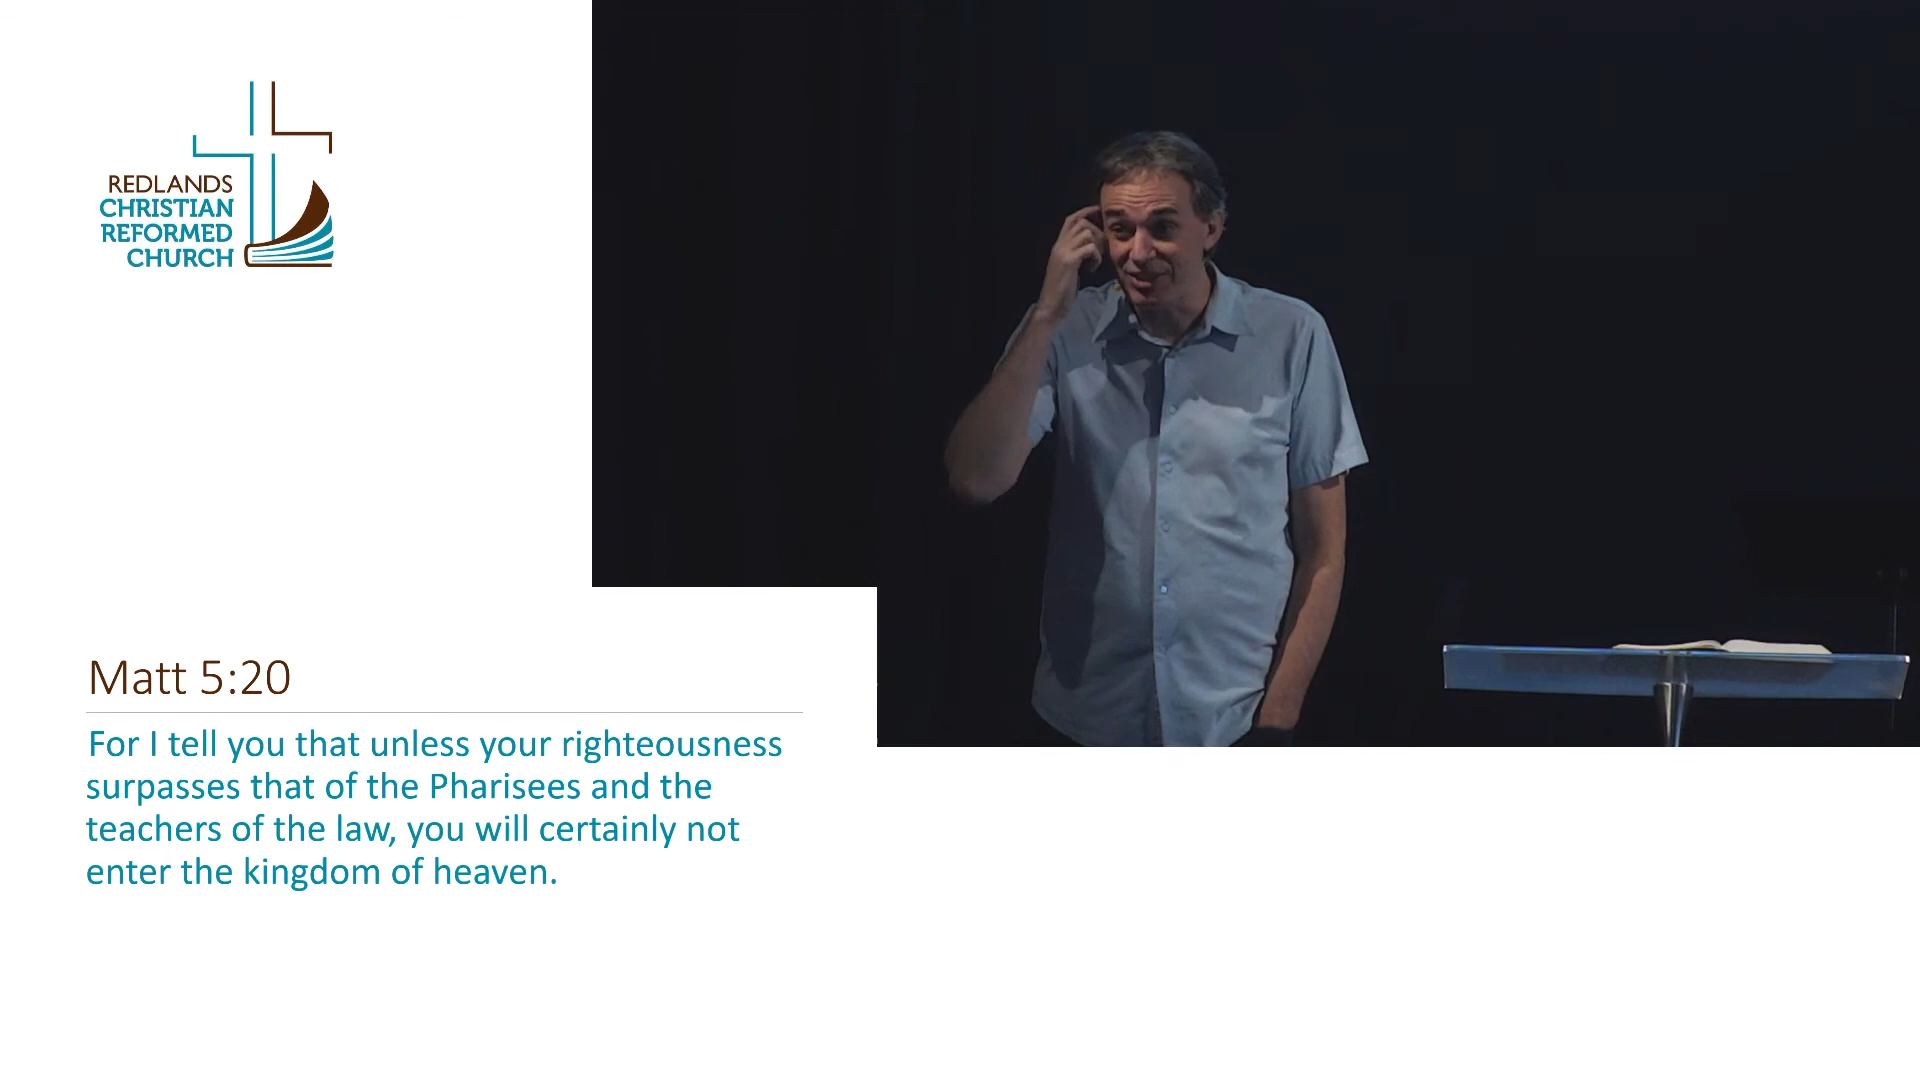 REDLANDS
CHRISTIAN
REFORMED
CHURCH
Matt 5:20
For I tell you that unless your righteousness
surpasses that of the Pharisees and the
teachers of the law, you will certainly not
enter the kingdom of heaven.